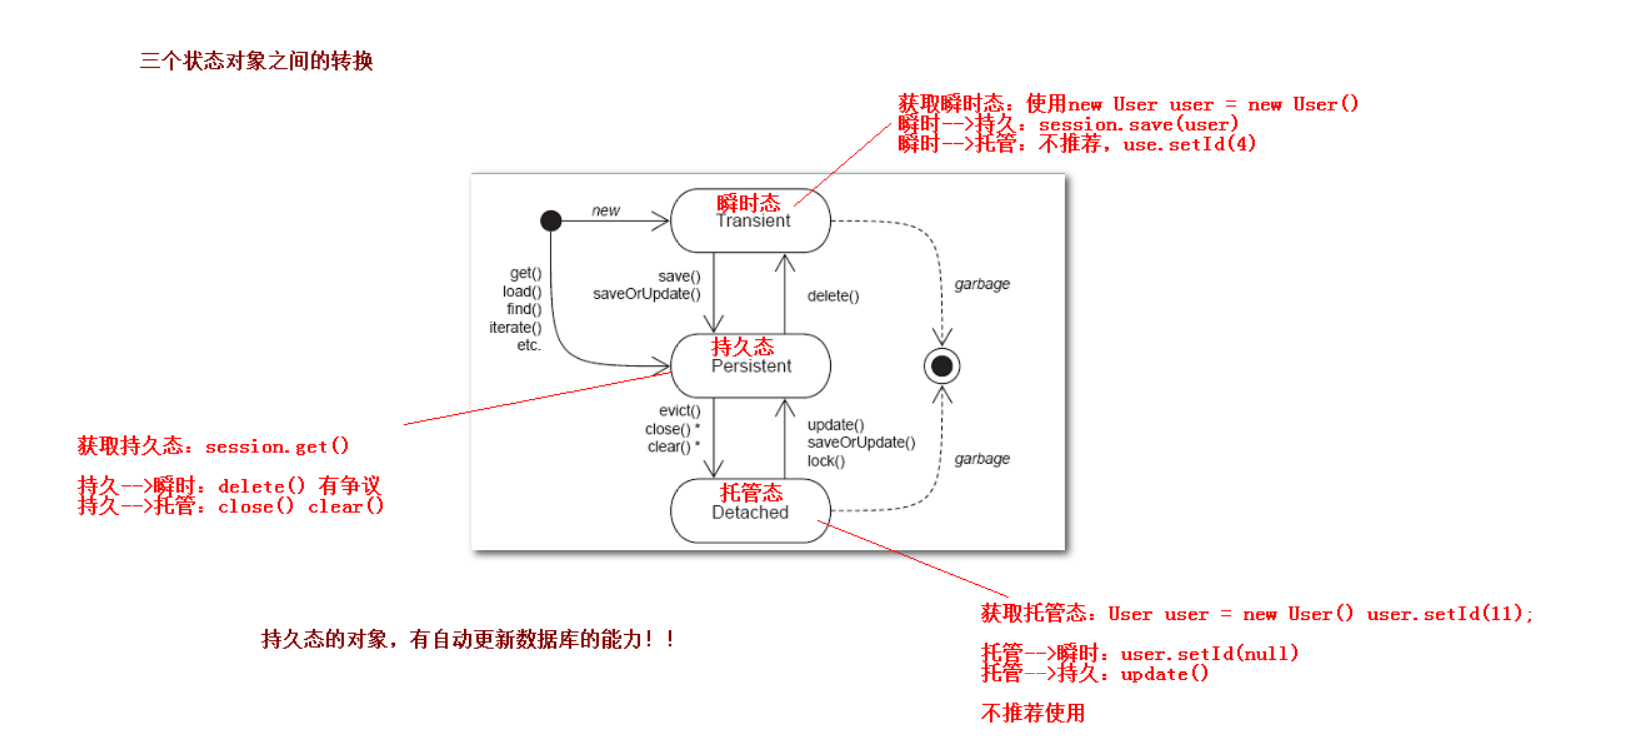 三个状态对象之间的转换
获取瞬时态：使用new User user = new User()
瞬时-->持久：session.save(user)
瞬时-->托管：不推荐，use.setId(4)
瞬时态
Transient
new
get()
load()
find()
iterate()
etc.
save()
saveOrUpdate()
delete()
garbage
持久态
Persistent
evict()
close() *
clear() *
update()
saveOrUpdate()
lock()
garbage
托管态
Detached
获取持久态：session.get()
持久-->瞬时：delete() 有争议
持久-->托管：close() clear()
获取托管态：User user = new User() user.setId(11);
托管-->瞬时：user.setId(null)
托管-->持久：update()
不推荐使用
持久态的对象，有自动更新数据库的能力！！